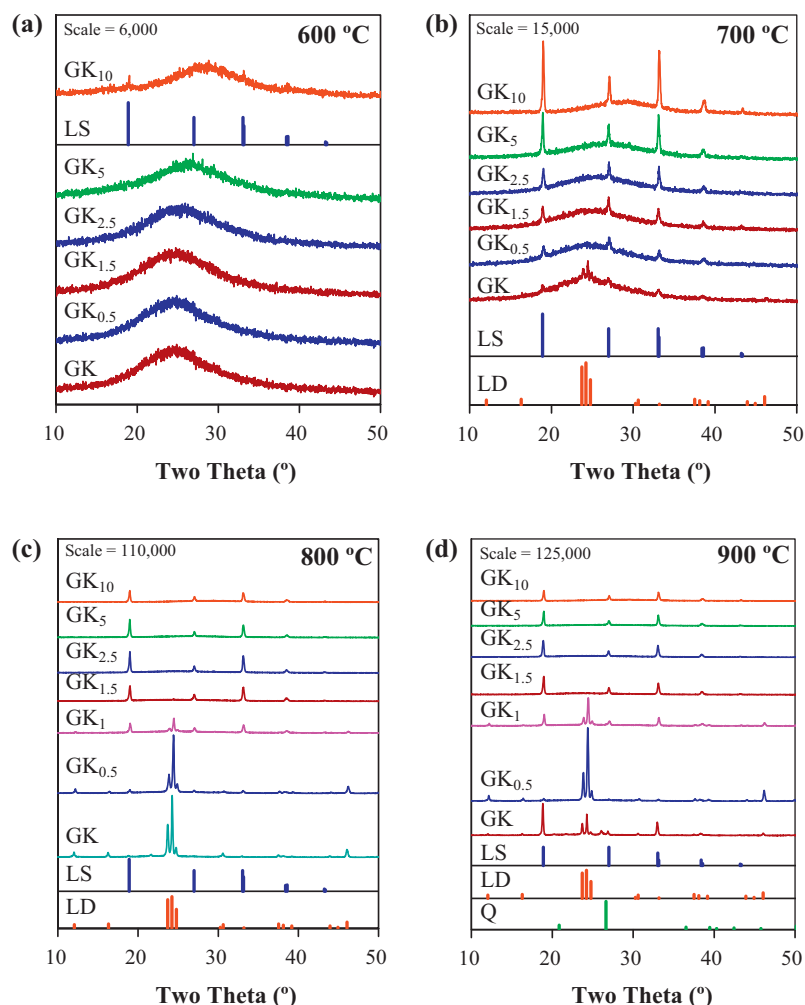 (a)
Scale = 6,000
600 ºC
GK10
LS
GK5
GK2.5
GK1.5
GK0.5
GK
10 20 30 40 50
Two Theta (º)
(b)
Scale = 15,000
700 ºC
GK10
GK5
GK2.5
GK1.5
GK0.5
GK
LS
LD
10 20 30 40 50
Two Theta (º)
(c)
Scale = 110,000
800 ºC
GK10
GK5
GK2.5
GK1.5
GK1
GK0.5
GK
LS
LD
10 20 30 40 50
Two Theta (º)
(d)
Scale = 125,000
900 ºC
GK10
GK5
GK2.5
GK1.5
GK1
GK0.5
GK
LS
LD
Q
10 20 30 40 50
Two Theta (º)